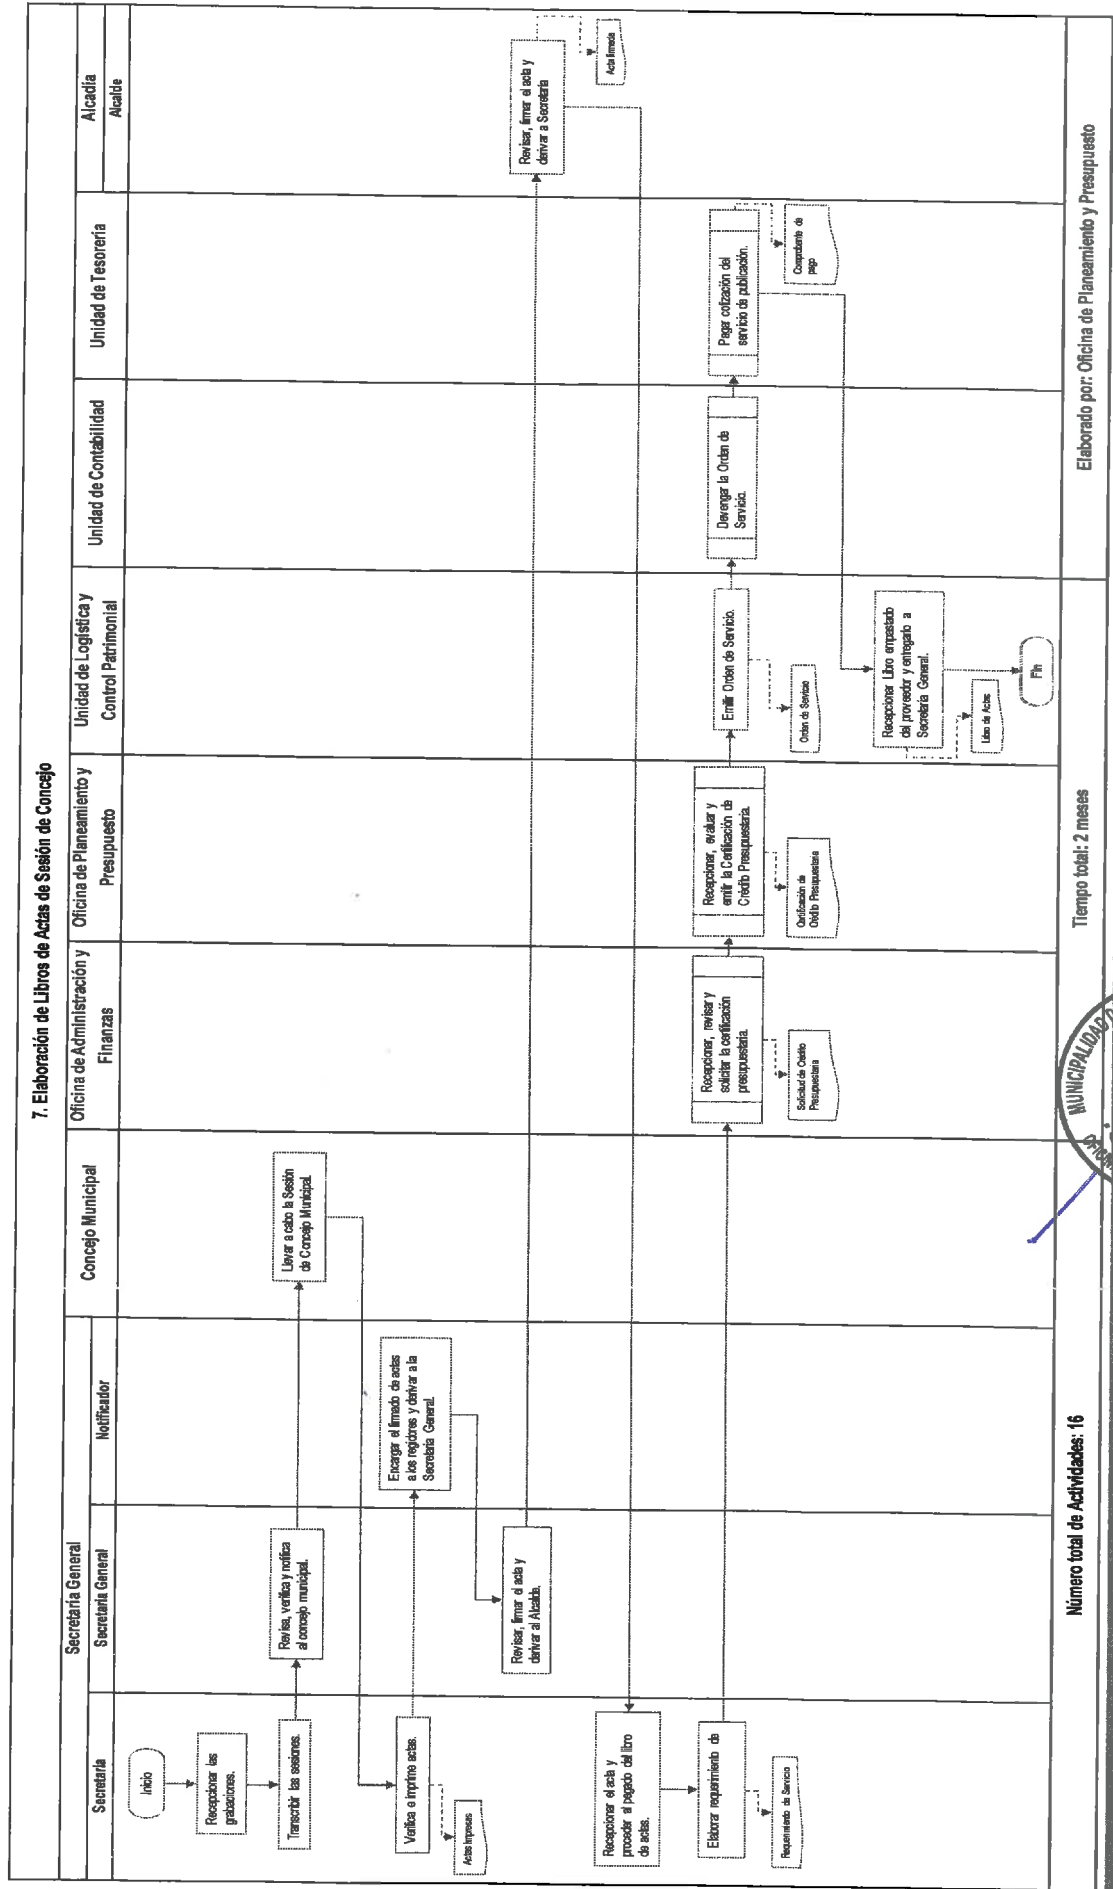 7. Elaboración de Libros de Actas de Sesión de Concejo
Secretaría General
Secretaria
Secretaría General
Notificador
Concejo Municipal
Oficina de Administración y
Finanzas
Oficina de Planeamiento y
Presupuesto
Unidad de Logística y
Control Patrimonial
Unidad de Contabilidad
Unidad de Tesorería
Alcadía
Alcalde
Inicio
Recepcionar las
grabaciones.
Transcribir las sesiones.
Revisa, verifica y notifica
al concejo municipal.
Llevar a cabo la Sesión
de Concejo Municipal.
Verifica e imprime actas.
Actas Impresas
Encargar el firmado de actas
a los regidores y derivar a la
Secretaría General.
Revisar, firmar el acta y
derivar al Alcalde.
Revisar, firmar el acta y
derivar a Secretaría
Acta firmada
Recepcionar el acta y
proceder al pegado del libro
de actas.
Elaborar requerimiento de
Requerimiento de Servicio
Recepcionar, revisar y
solicitar la certificación
presupuestaria.
Solicitud de Crédito
Presupuestaria
Recepcionar, evaluar y
emitir la Certificación de
Crédito Presupuestaria.
Certificación de
Crédito Presupuestaria
Emitir Orden de Servicio.
Orden de Servicio
Devengar la Orden de
Servicio.
Pagar cotización del
servicio de publicación.
Comprobante de
pago
Recepcionar Libro empastado
del proveedor y entregarlo a
Secretaría General.
Libro de Actas
Fin
Número total de Actividades: 16
Tiempo total: 2 meses
Elaborado por: Oficina de Planeamiento y Presupuesto
MUNICIPALIDAD